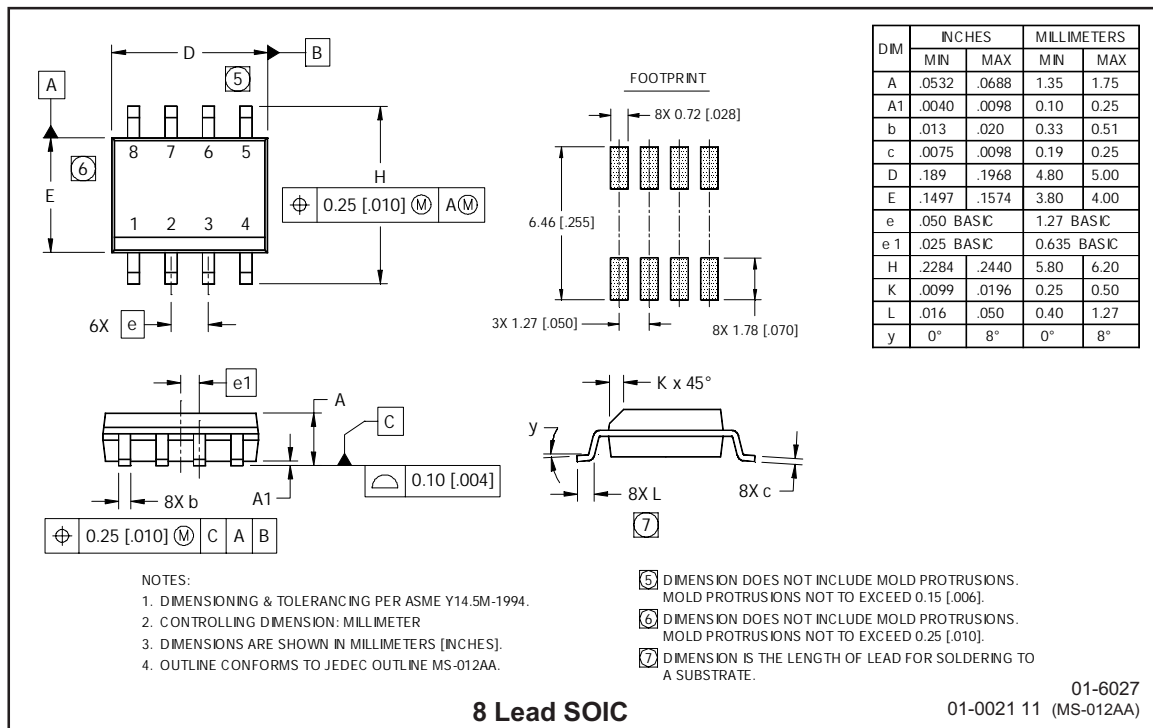 D
B
5
A
8 7 6 5
6
E
H
⌖ 0.25 [.010] Ⓜ AⓂ
1 2 3 4
6X e
FOOTPRINT
8X 0.72 [.028]
6.46 [.255]
3X 1.27 [.050]
8X 1.78 [.070]
DIM INCHES MILLIMETERS
MIN MAX MIN MAX
A .0532 .0688 1.35 1.75
A1 .0040 .0098 0.10 0.25
b .013 .020 0.33 0.51
c .0075 .0098 0.19 0.25
D .189 .1968 4.80 5.00
E .1497 .1574 3.80 4.00
e .050 BASIC 1.27 BASIC
e 1 .025 BASIC 0.635 BASIC
H .2284 .2440 5.80 6.20
K .0099 .0196 0.25 0.50
L .016 .050 0.40 1.27
y 0° 8° 0° 8°
e1
A
C
⌓ 0.10 [.004]
8X b
A1
⌖ 0.25 [.010] Ⓜ C A B
K x 45°
y
8X L
7
8X c
NOTES:
1. DIMENSIONING & TOLERANCING PER ASME Y14.5M-1994.
2. CONTROLLING DIMENSION: MILLIMETER
3. DIMENSIONS ARE SHOWN IN MILLIMETERS [INCHES].
4. OUTLINE CONFORMS TO JEDEC OUTLINE MS-012AA.
5 DIMENSION DOES NOT INCLUDE MOLD PROTRUSIONS.
MOLD PROTRUSIONS NOT TO EXCEED 0.15 [.006].
6 DIMENSION DOES NOT INCLUDE MOLD PROTRUSIONS.
MOLD PROTRUSIONS NOT TO EXCEED 0.25 [.010].
7 DIMENSION IS THE LENGTH OF LEAD FOR SOLDERING TO
A SUBSTRATE.
8 Lead SOIC
01-6027
01-0021 11 (MS-012AA)